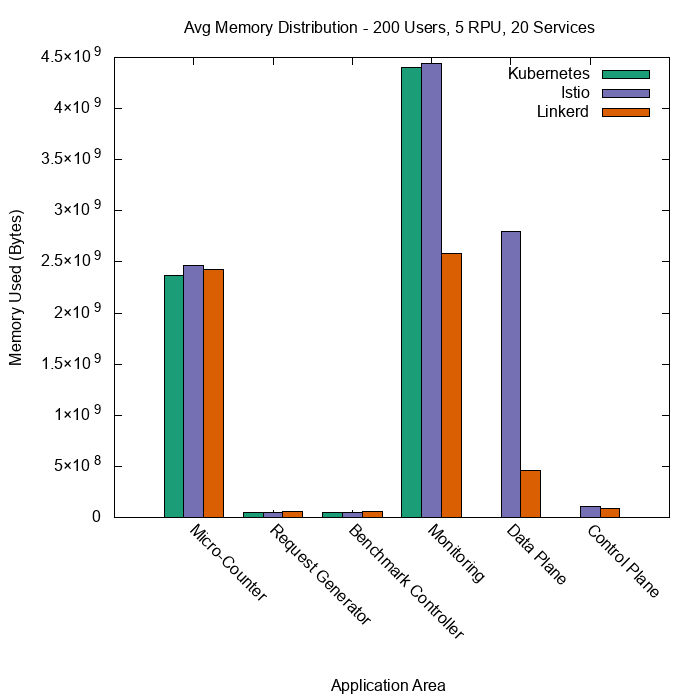 Avg Memory Distribution - 200 Users, 5 RPU, 20 Services
Kubernetes
Istio
Linkerd
Memory Used (Bytes)
4.5×10⁹
4×10⁹
3.5×10⁹
3×10⁹
2.5×10⁹
2×10⁹
1.5×10⁹
1×10⁹
5×10⁸
0
Micro-Counter
Request Generator
Benchmark Controller
Monitoring
Data Plane
Control Plane
Application Area